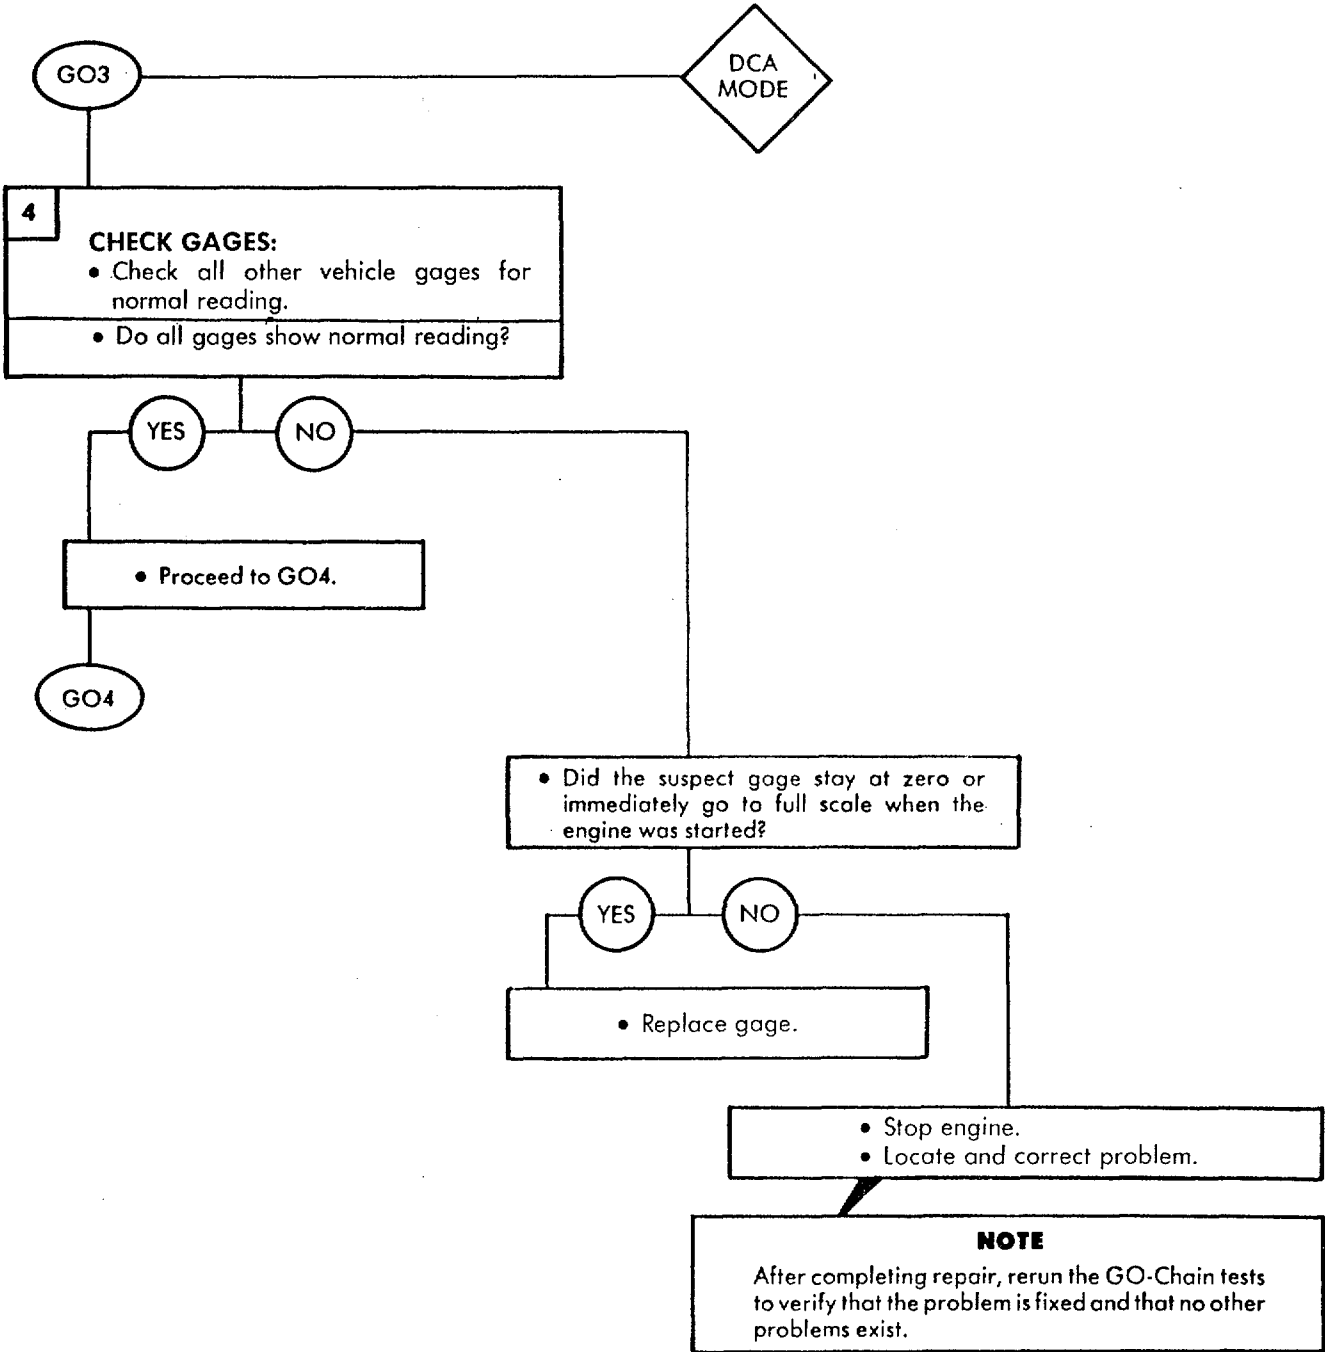 GO3
DCA
MODE
4
CHECK GAGES:
• Check all other vehicle gages for
normal reading.
• Do all gages show normal reading?
YES
NO
• Proceed to GO4.
GO4
• Did the suspect gage stay at zero or
immediately go to full scale when the
engine was started?
YES
NO
• Replace gage.
• Stop engine.
• Locate and correct problem.
NOTE
After completing repair, rerun the GO-Chain tests
to verify that the problem is fixed and that no other
problems exist.